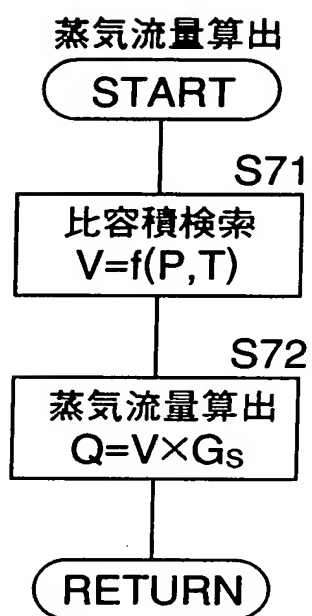 蒸気流量算出
START
S71
比容積検索
V=f(P,T)
S72
蒸気流量算出
Q=V×Gs
RETURN